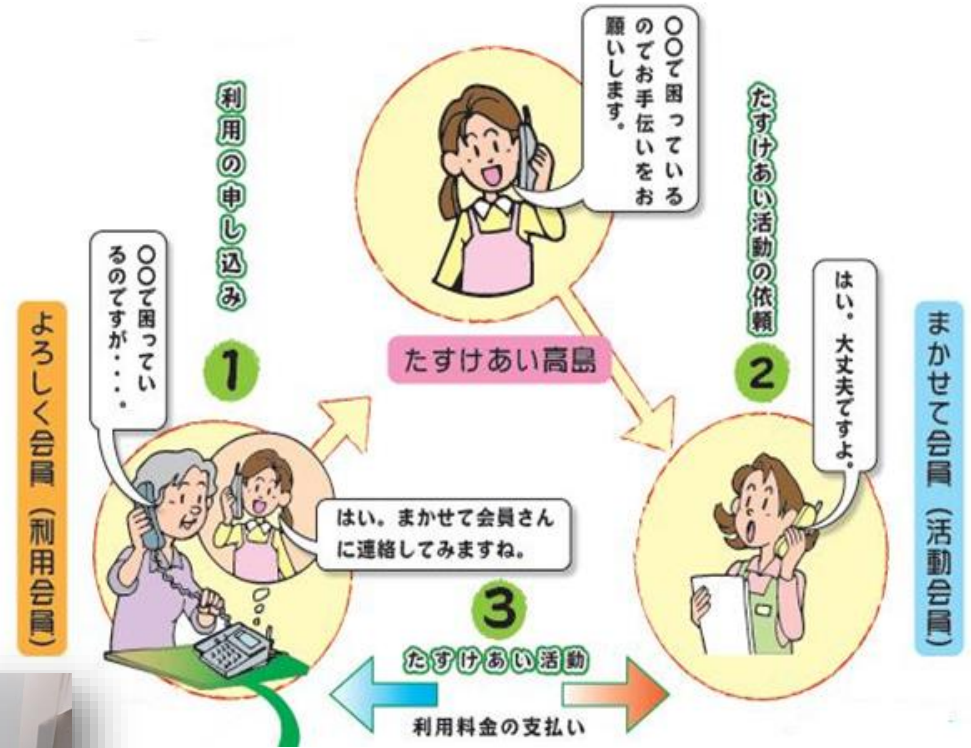 よろしく会員（利用会員）
〇〇で困ってい
るのですが・・・。
利用の申し込み
1
はい。まかせて会員さん
に連絡してみますね。
たすけあい高島
〇〇で困っている
のでお手伝いをお
願いします。
たすけあい活動の依頼
2
はい。大丈夫ですよ。
まかせて会員（活動会員）
3
たすけあい活動
利用料金の支払い